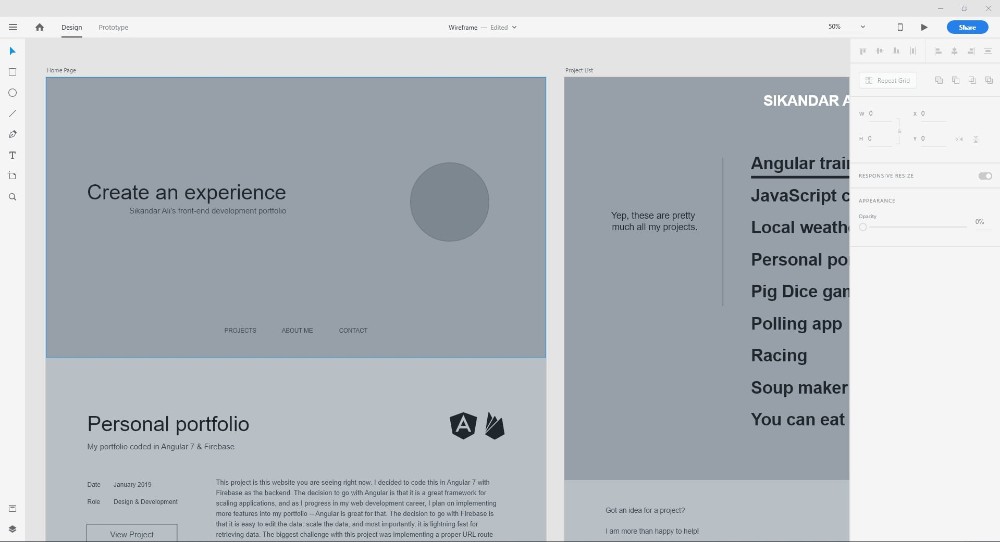 Design Prototype
Wireframe — Edited
50%
Share
Home Page
Create an experience
Sikandar Ali's front-end development portfolio
PROJECTS ABOUT ME CONTACT
Personal portfolio
My portfolio coded in Angular 7 & Firebase
Date January 2019
Role Design & Development
View Project
This project is this website you are seeing right now. I decided to code this in Angular 7 with
Firebase as the backend. The decision to go with Angular is that it is a great framework for
scaling applications, and as I progress in my web development career, I plan on implementing
more features into my portfolio -- Angular is great for that. The decision to go with Firebase is
that it is easy to edit the data, scale the data, and most importantly, it is lightning fast for
retrieving data. The biggest challenge with this project was implementing a proper URL route
Project List
SIKANDAR A
Yep, these are pretty
much all my projects.
Angular train
JavaScript c
Local weath
Personal po
Pig Dice gam
Polling app
Racing
Soup maker
You can eat
Got an idea for a project?
I am more than happy to help!
Repeat Grid
W 0 X 0
H 0 Y 0
RESPONSIVE RESIZE
APPEARANCE
Opacity
0%